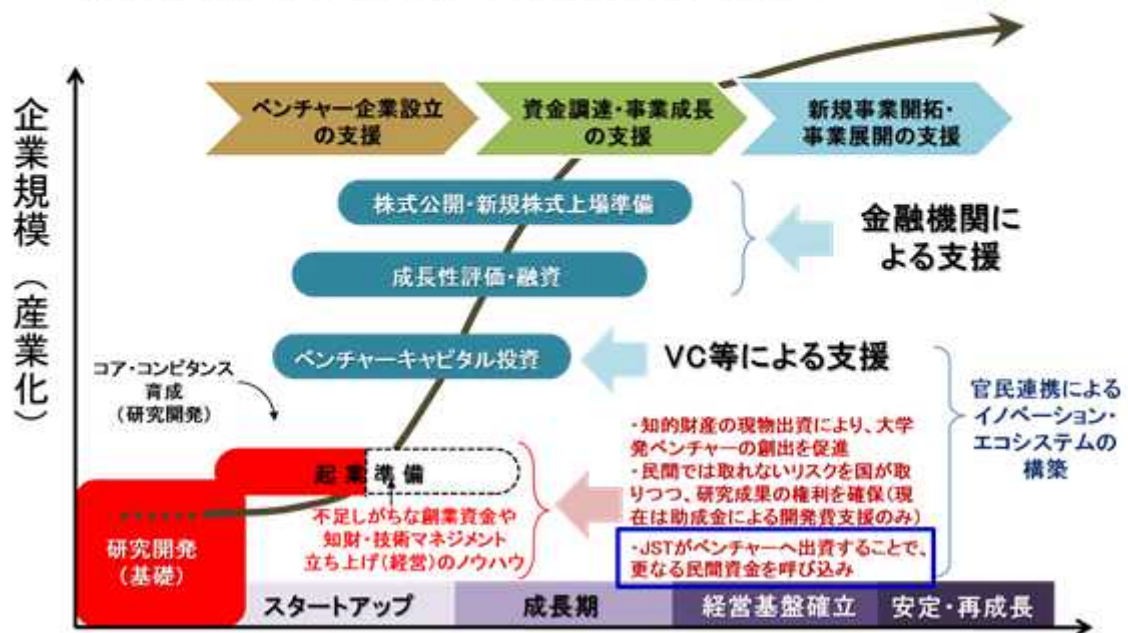 企業規模（産業化）
ベンチャー企業設立
の支援
資金調達・事業成長
の支援
新規事業開拓・
事業展開の支援
株式公開・新規株式上場準備
金融機関に
よる支援
成長性評価・融資
ベンチャーキャピタル投資
VC等による支援
コア・コンピタンス
育成
(研究開発)
官民連携による
イノベーション・
エコシステムの
構築
起業準備
・知的財産の現物出資により、大学
発ベンチャーの創出を促進
・民間では取れないリスクを国が取
りつつ、研究成果の権利を確保(現
在は助成金による開発費支援のみ)
・JSTがベンチャーへ出資することで、
更なる民間資金を呼び込み
不足しがちな創業資金や
知財・技術マネジメント
立ち上げ(経営)のノウハウ
研究開発
(基礎)
スタートアップ
成長期
経営基盤確立
安定・再成長